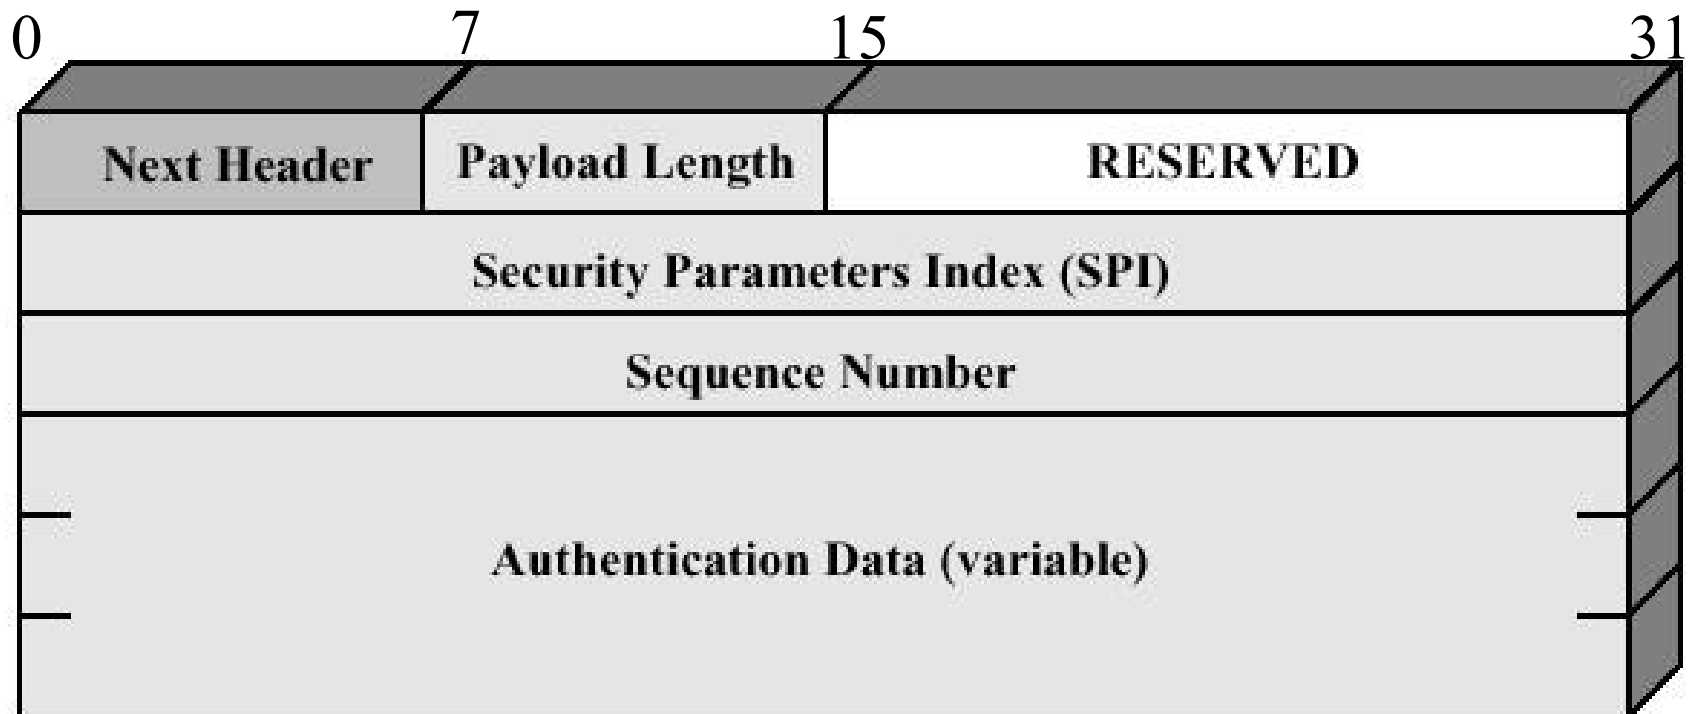 0 7 15 31
Next Header Payload Length RESERVED
Security Parameters Index (SPI)
Sequence Number
Authentication Data (variable)